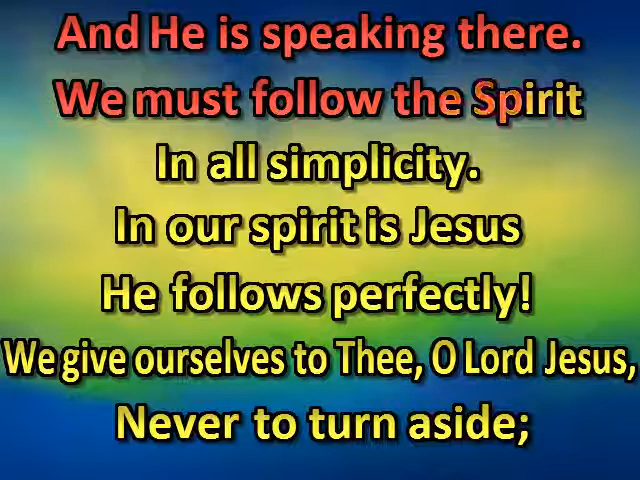 And He is speaking there.
We must follow the Spirit
In all simplicity.
In our spirit is Jesus
He follows perfectly!
We give ourselves to Thee, O Lord Jesus,
Never to turn aside;